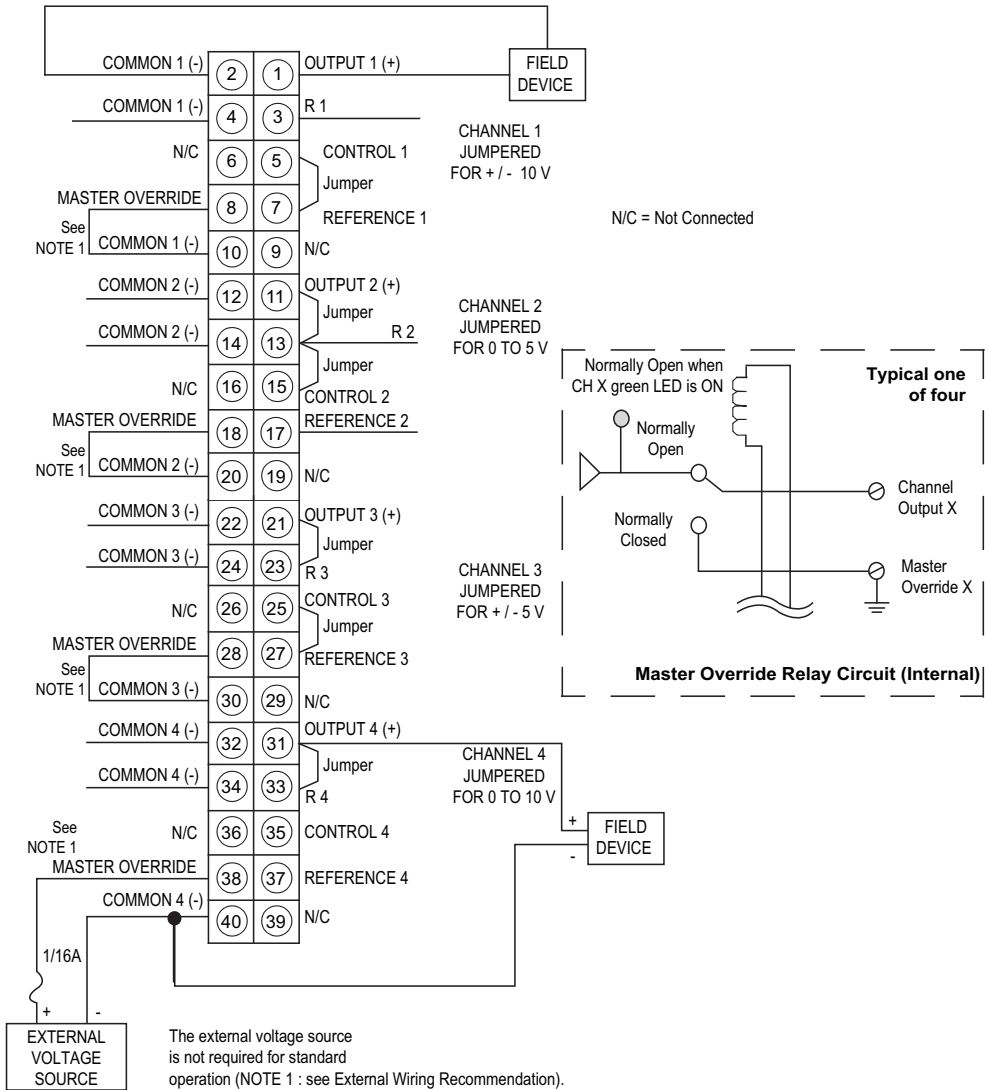 COMMON 1 (-)
2
1
OUTPUT 1 (+)
FIELD
DEVICE
COMMON 1 (-)
4
3
R 1
CHANNEL 1
JUMPERED
FOR + / - 10 V
N/C
6
5
CONTROL 1
Jumper
MASTER OVERRIDE
8
7
REFERENCE 1
N/C = Not Connected
See
NOTE 1
COMMON 1 (-)
10
9
N/C
COMMON 2 (-)
12
11
OUTPUT 2 (+)
Jumper
CHANNEL 2
JUMPERED
FOR 0 TO 5 V
COMMON 2 (-)
14
13
R 2
Jumper
N/C
16
15
CONTROL 2
MASTER OVERRIDE
18
17
REFERENCE 2
See
NOTE 1
COMMON 2 (-)
20
19
N/C
COMMON 3 (-)
22
21
OUTPUT 3 (+)
Jumper
COMMON 3 (-)
24
23
R 3
CHANNEL 3
JUMPERED
FOR + / - 5 V
N/C
26
25
CONTROL 3
Jumper
MASTER OVERRIDE
28
27
REFERENCE 3
See
NOTE 1
COMMON 3 (-)
30
29
N/C
COMMON 4 (-)
32
31
OUTPUT 4 (+)
Jumper
CHANNEL 4
JUMPERED
FOR 0 TO 10 V
COMMON 4 (-)
34
33
R 4
See
NOTE 1
N/C
36
35
CONTROL 4
+
-
FIELD
DEVICE
MASTER OVERRIDE
38
37
REFERENCE 4
COMMON 4 (-)
40
39
N/C
1/16A
+
-
EXTERNAL
VOLTAGE
SOURCE
The external voltage source
is not required for standard
operation (NOTE 1 : see External Wiring Recommendation).
Normally Open when
CH X green LED is ON
Typical one
of four
Normally
Open
Channel
Output X
Normally
Closed
Master
Override X
Master Override Relay Circuit (Internal)